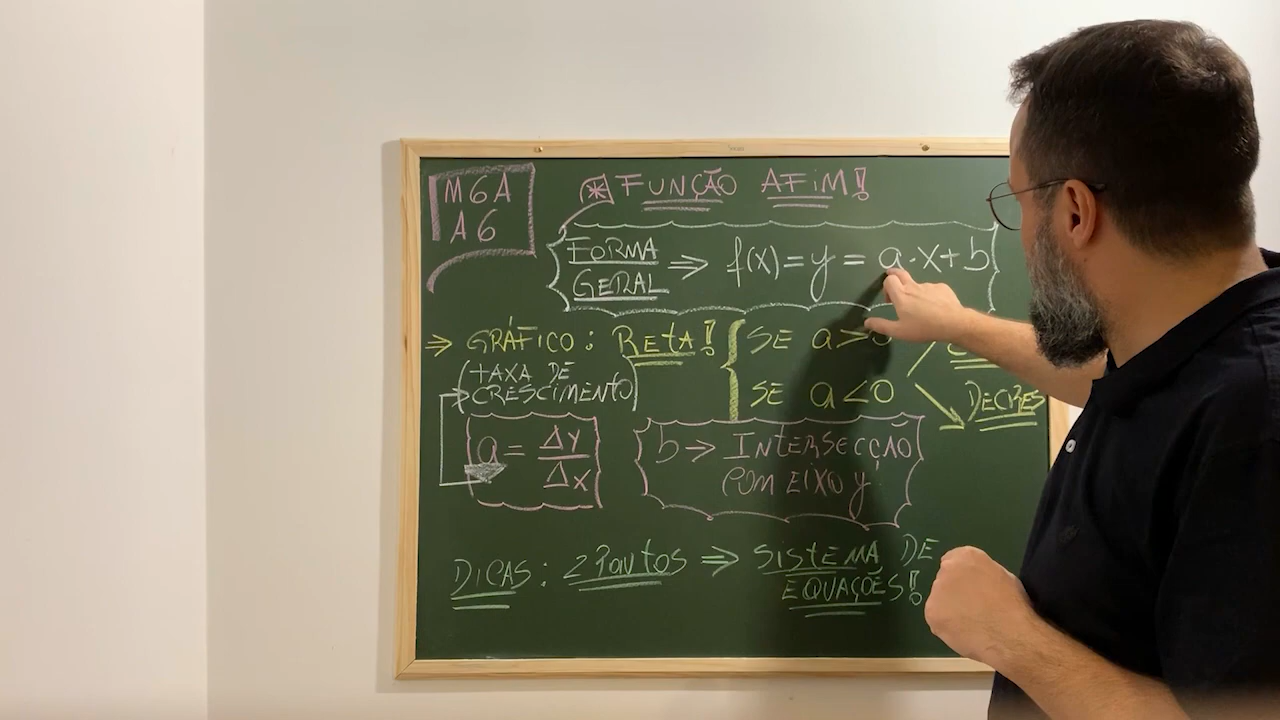 M6A
A6
* FUNÇÃO AFIM!
FORMA
GERAL ⇒ f(x) = y = a·x + b
⇒ GRÁFICO: RETA! { SE a > 0
SE a < 0 DECRES
(TAXA DE
CRESCIMENTO)
a = Δy/Δx
b → INTERSECÇÃO
COM EIXO y
DICAS: 2 PONTOS ⇒ SISTEMA DE
EQUAÇÕES!!